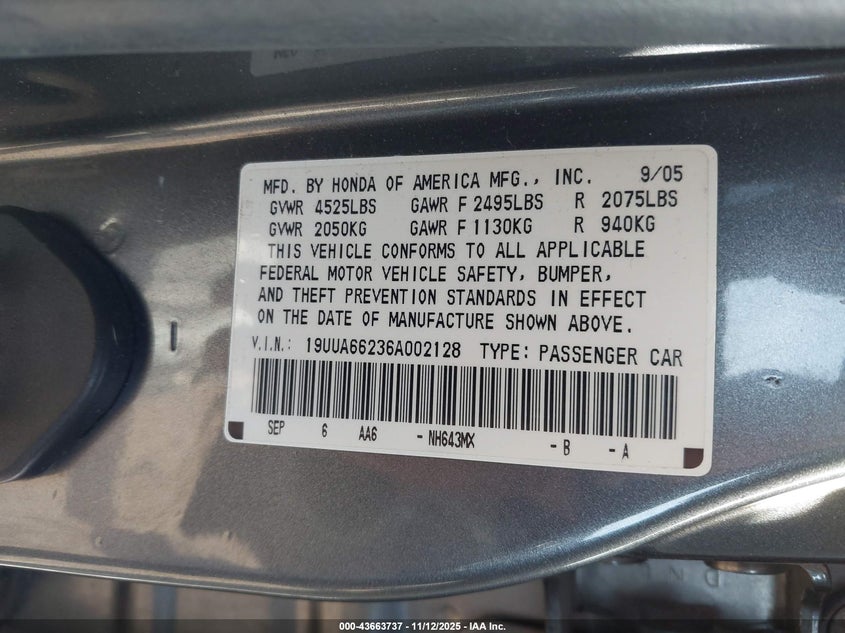 MFD. BY HONDA OF AMERICA MFG., INC. 9/05
GVWR 4525LBS GAWR F 2495LBS R 2075LBS
GVWR 2050KG GAWR F 1130KG R 940KG
THIS VEHICLE CONFORMS TO ALL APPLICABLE
FEDERAL MOTOR VEHICLE SAFETY, BUMPER,
AND THEFT PREVENTION STANDARDS IN EFFECT
ON THE DATE OF MANUFACTURE SHOWN ABOVE.
V.I.N.: 19UUA66236A002128 TYPE: PASSENGER CAR
SEP 6 AA6 - NH643MX - B - A
000-43663737 - 11/12/2025 - IAA Inc.